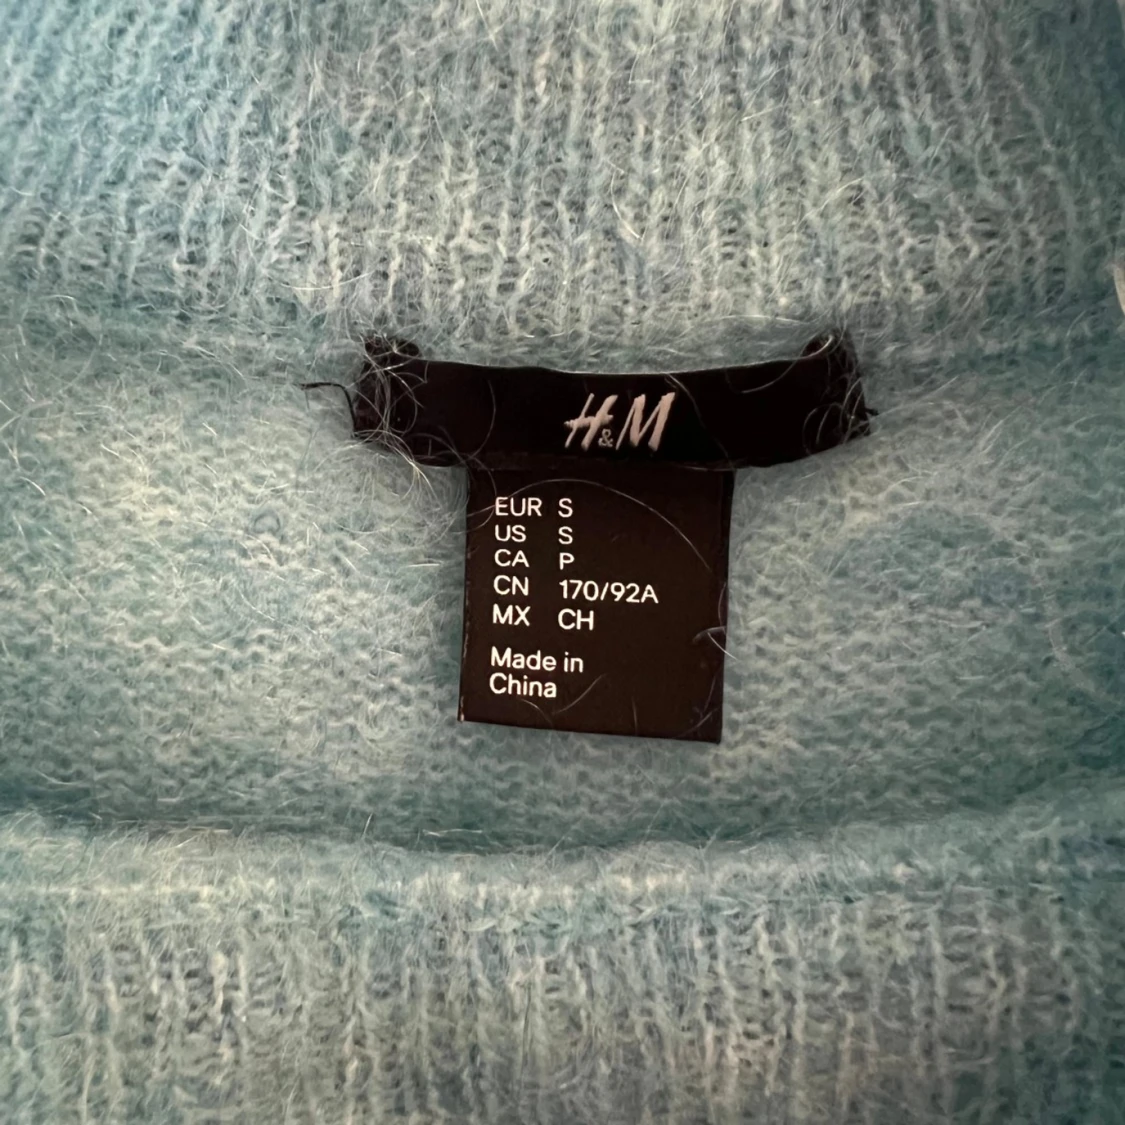 H&M
EUR S
US S
CA P
CN 170/92A
MX CH
Made in
China